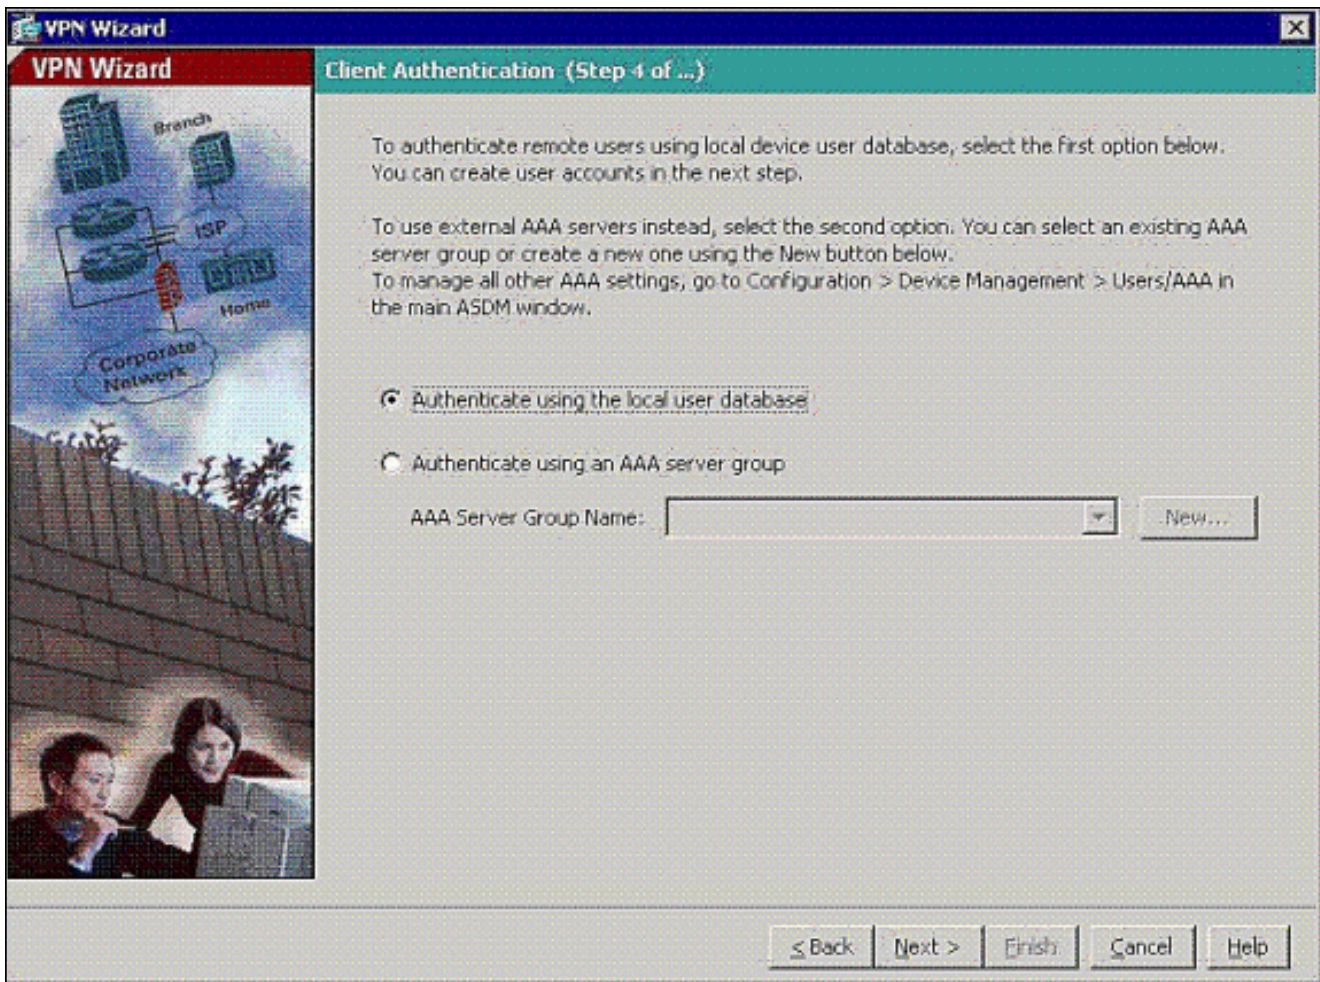 VPN Wizard
VPN Wizard
Client Authentication (Step 4 of ...)
Branch
ISP
Home
Corporate
Network
To authenticate remote users using local device user database, select the first option below.
You can create user accounts in the next step.
To use external AAA servers instead, select the second option. You can select an existing AAA
server group or create a new one using the New button below.
To manage all other AAA settings, go to Configuration > Device Management > Users/AAA in
the main ASDM window.
Authenticate using the local user database
Authenticate using an AAA server group
AAA Server Group Name:
New...
< Back
Next >
Finish
Cancel
Help